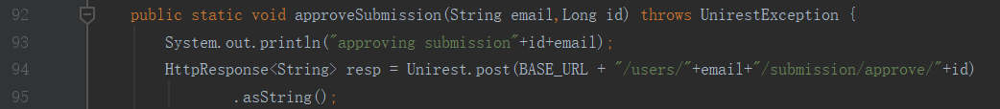 92 public static void approveSubmission(String email,Long id) throws UnirestException {
93 System.out.println("approving submission"+id+email);
94 HttpResponse<String> resp = Unirest.post(BASE_URL + "/users/"+email+"/submission/approve/"+id)
95 .asString();